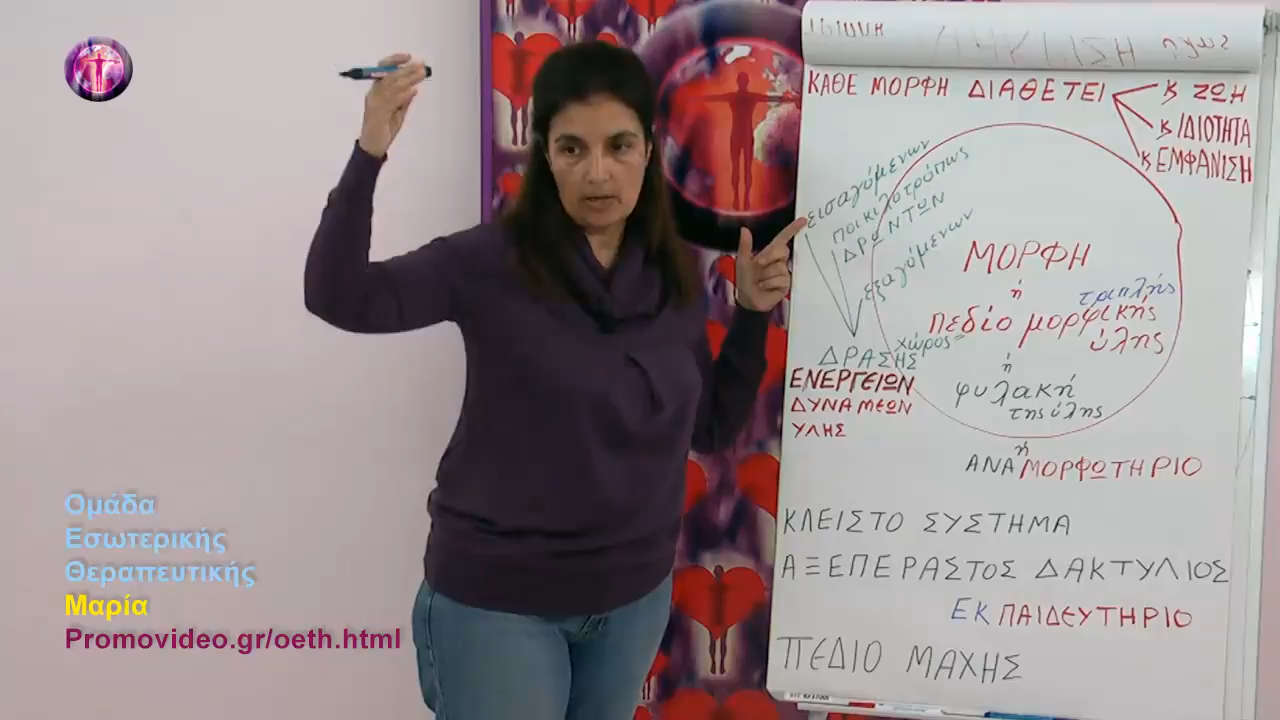 ΚΑΘΕ ΜΟΡΦΗ ΔΙΑΘΕΤΕΙ
ΖΩΗ
ΙΔΙΟΤΗΤΑ
ΕΜΦΑΝΙΣΗ
εισαγόμενων
ποικιλοτρόπως
ΔΡΩΝΤΩΝ
εξαγόμενων
ΜΟΡΦΗ
ή
τριπλής
πεδίο μορφικής
ύλης
χώρος =
ή
ΔΡΑΣΗΣ
ΕΝΕΡΓΕΙΩΝ
ΔΥΝΑΜΕΩΝ
ΥΛΗΣ
φυλακή
της ύλης
ή
ΑΝΑΜΟΡΦΩΤΗΡΙΟ
ΚΛΕΙΣΤΟ ΣΥΣΤΗΜΑ
ΑΞΕΠΕΡΑΣΤΟΣ ΔΑΚΤΥΛΙΟΣ
ΕΚΠΑΙΔΕΥΤΗΡΙΟ
ΠΕΔΙΟ ΜΑΧΗΣ
Ομάδα
Εσωτερικής
Θεραπευτικής
Μαρία
Promovideo.gr/oeth.html